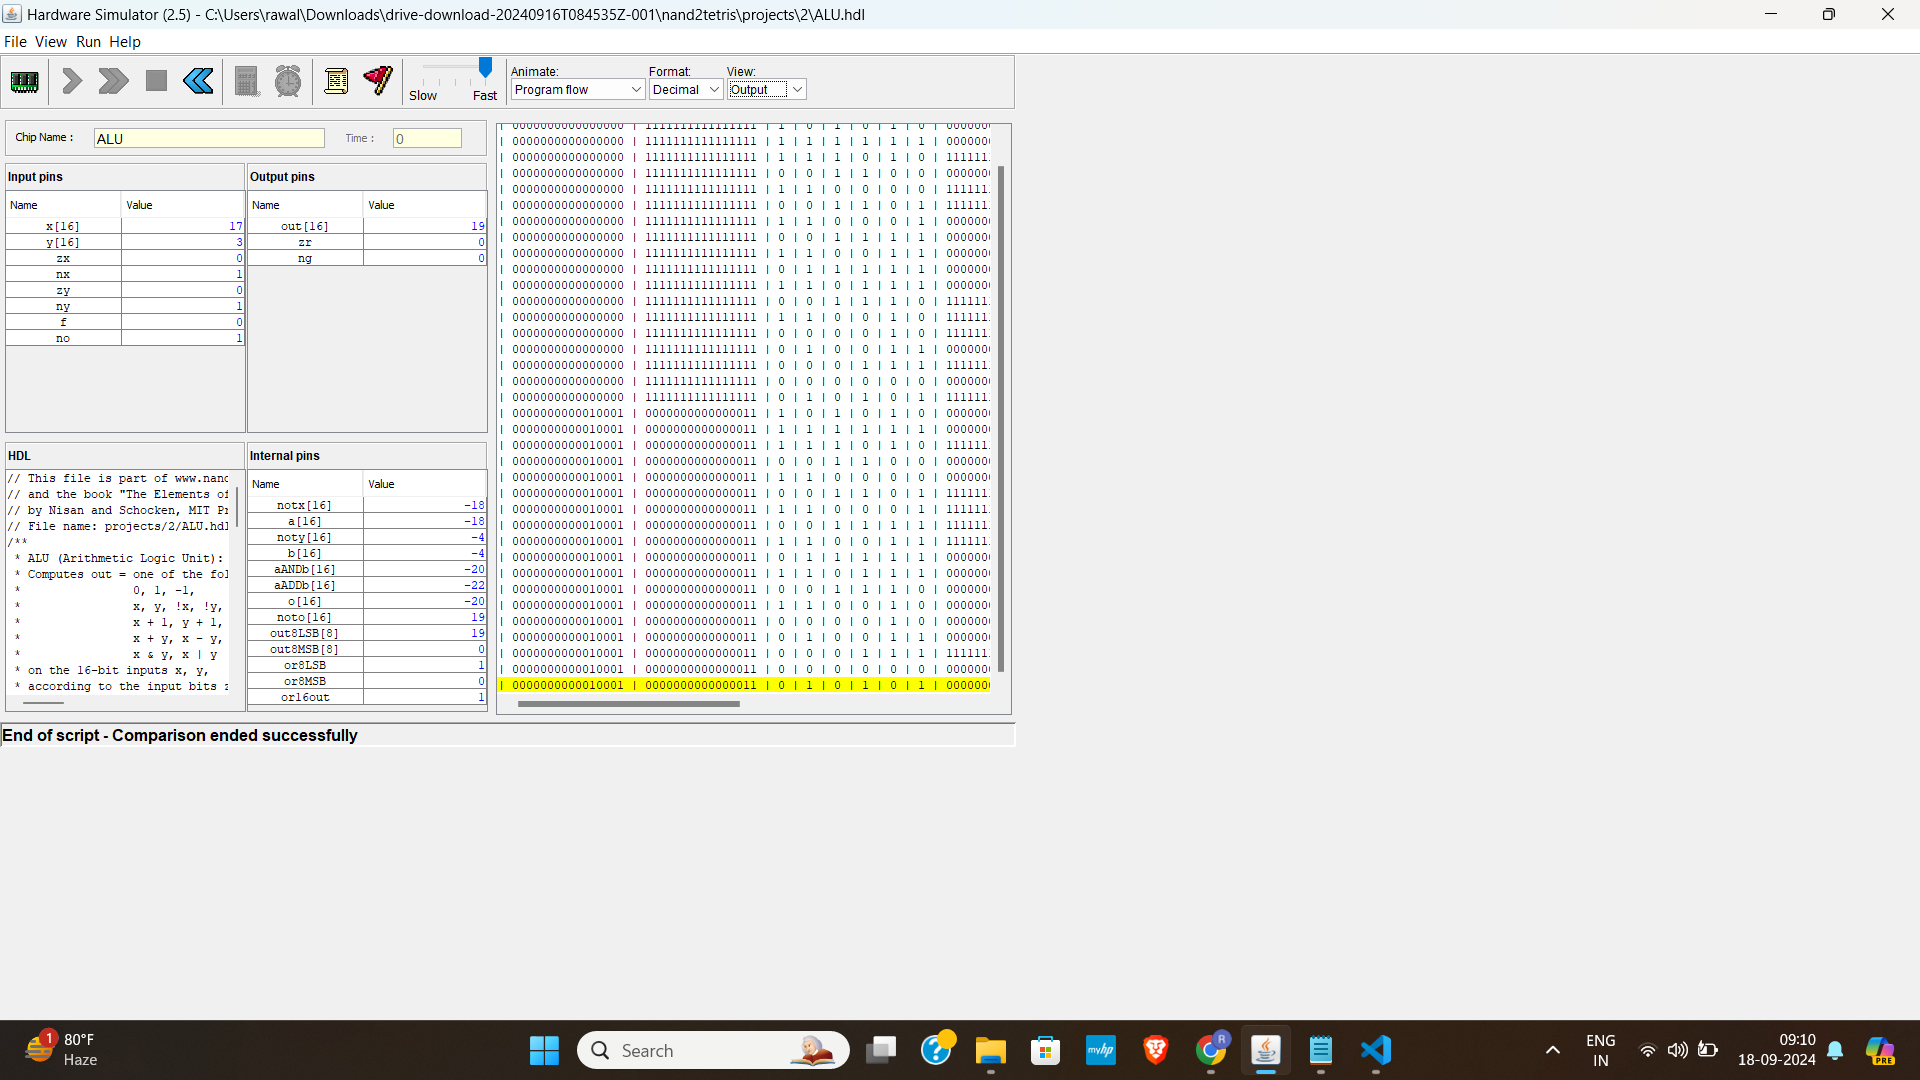 Hardware Simulator (2.5) - C:\Users\rawal\Downloads\drive-download-20240916T084535Z-001\nand2tetris\projects\2\ALU.hdl
File View Run Help
Slow Fast
Animate: Format: View:
Program flow Decimal Output
Chip Name : ALU Time : 0
Input pins
Name Value
x[16] 17
y[16] 3
zx 0
nx 1
zy 0
ny 1
f 0
no 1
Output pins
Name Value
out[16] 19
zr 0
ng 0
HDL
// This file is part of www.nand
// and the book "The Elements of
// by Nisan and Schocken, MIT Pr
// File name: projects/2/ALU.hdl
/**
* ALU (Arithmetic Logic Unit):
* Computes out = one of the fol
* 0, 1, -1,
* x, y, !x, !y,
* x + 1, y + 1,
* x + y, x - y,
* x & y, x | y
* on the 16-bit inputs x, y,
* according to the input bits z
Internal pins
Name Value
notx[16] -18
a[16] -18
noty[16] -4
b[16] -4
aANDb[16] -20
aADDb[16] -22
o[16] -20
noto[16] 19
out8LSB[8] 19
out8MSB[8] 0
or8LSB 1
or8MSB 0
or16out 1
| 0000000000000000 | 1111111111111111 | 1 | 0 | 1 | 0 | 1 | 0 | 000000
| 0000000000000000 | 1111111111111111 | 1 | 1 | 1 | 1 | 1 | 1 | 000000
| 0000000000000000 | 1111111111111111 | 1 | 1 | 1 | 0 | 1 | 0 | 111111
| 0000000000000000 | 1111111111111111 | 0 | 0 | 1 | 1 | 0 | 0 | 000000
| 0000000000000000 | 1111111111111111 | 1 | 1 | 0 | 0 | 0 | 0 | 111111
| 0000000000000000 | 1111111111111111 | 0 | 0 | 1 | 1 | 0 | 1 | 111111
| 0000000000000000 | 1111111111111111 | 1 | 1 | 0 | 0 | 0 | 1 | 000000
| 0000000000000000 | 1111111111111111 | 0 | 0 | 1 | 1 | 1 | 1 | 000000
| 0000000000000000 | 1111111111111111 | 1 | 1 | 0 | 0 | 1 | 1 | 000000
| 0000000000000000 | 1111111111111111 | 0 | 1 | 1 | 1 | 1 | 1 | 000000
| 0000000000000000 | 1111111111111111 | 1 | 1 | 0 | 1 | 1 | 1 | 000000
| 0000000000000000 | 1111111111111111 | 0 | 0 | 1 | 1 | 1 | 0 | 111111
| 0000000000000000 | 1111111111111111 | 1 | 1 | 0 | 0 | 1 | 0 | 111111
| 0000000000000000 | 1111111111111111 | 0 | 0 | 0 | 0 | 1 | 0 | 111111
| 0000000000000000 | 1111111111111111 | 0 | 1 | 0 | 0 | 1 | 1 | 000000
| 0000000000000000 | 1111111111111111 | 0 | 0 | 0 | 1 | 1 | 1 | 111111
| 0000000000000000 | 1111111111111111 | 0 | 0 | 0 | 0 | 0 | 0 | 000000
| 0000000000000000 | 1111111111111111 | 0 | 1 | 0 | 1 | 0 | 1 | 111111
| 0000000000010001 | 0000000000000011 | 1 | 0 | 1 | 0 | 1 | 0 | 000000
| 0000000000010001 | 0000000000000011 | 1 | 1 | 1 | 1 | 1 | 1 | 000000
| 0000000000010001 | 0000000000000011 | 1 | 1 | 1 | 0 | 1 | 0 | 111111
| 0000000000010001 | 0000000000000011 | 0 | 0 | 1 | 1 | 0 | 0 | 000000
| 0000000000010001 | 0000000000000011 | 1 | 1 | 0 | 0 | 0 | 0 | 000000
| 0000000000010001 | 0000000000000011 | 0 | 0 | 1 | 1 | 0 | 1 | 111111
| 0000000000010001 | 0000000000000011 | 1 | 1 | 0 | 0 | 0 | 1 | 111111
| 0000000000010001 | 0000000000000011 | 0 | 0 | 1 | 1 | 1 | 1 | 111111
| 0000000000010001 | 0000000000000011 | 1 | 1 | 0 | 0 | 1 | 1 | 111111
| 0000000000010001 | 0000000000000011 | 0 | 1 | 1 | 1 | 1 | 1 | 000000
| 0000000000010001 | 0000000000000011 | 1 | 1 | 0 | 1 | 1 | 1 | 000000
| 0000000000010001 | 0000000000000011 | 0 | 0 | 1 | 1 | 1 | 0 | 000000
| 0000000000010001 | 0000000000000011 | 1 | 1 | 0 | 0 | 1 | 0 | 000000
| 0000000000010001 | 0000000000000011 | 0 | 0 | 0 | 0 | 1 | 0 | 000000
| 0000000000010001 | 0000000000000011 | 0 | 1 | 0 | 0 | 1 | 1 | 000000
| 0000000000010001 | 0000000000000011 | 0 | 0 | 0 | 1 | 1 | 1 | 111111
| 0000000000010001 | 0000000000000011 | 0 | 0 | 0 | 0 | 0 | 0 | 000000
| 0000000000010001 | 0000000000000011 | 0 | 1 | 0 | 1 | 0 | 1 | 000000
End of script - Comparison ended successfully
1
80°F
Haze
Search
myhp
R
ENG
IN
09:10
18-09-2024
PRE